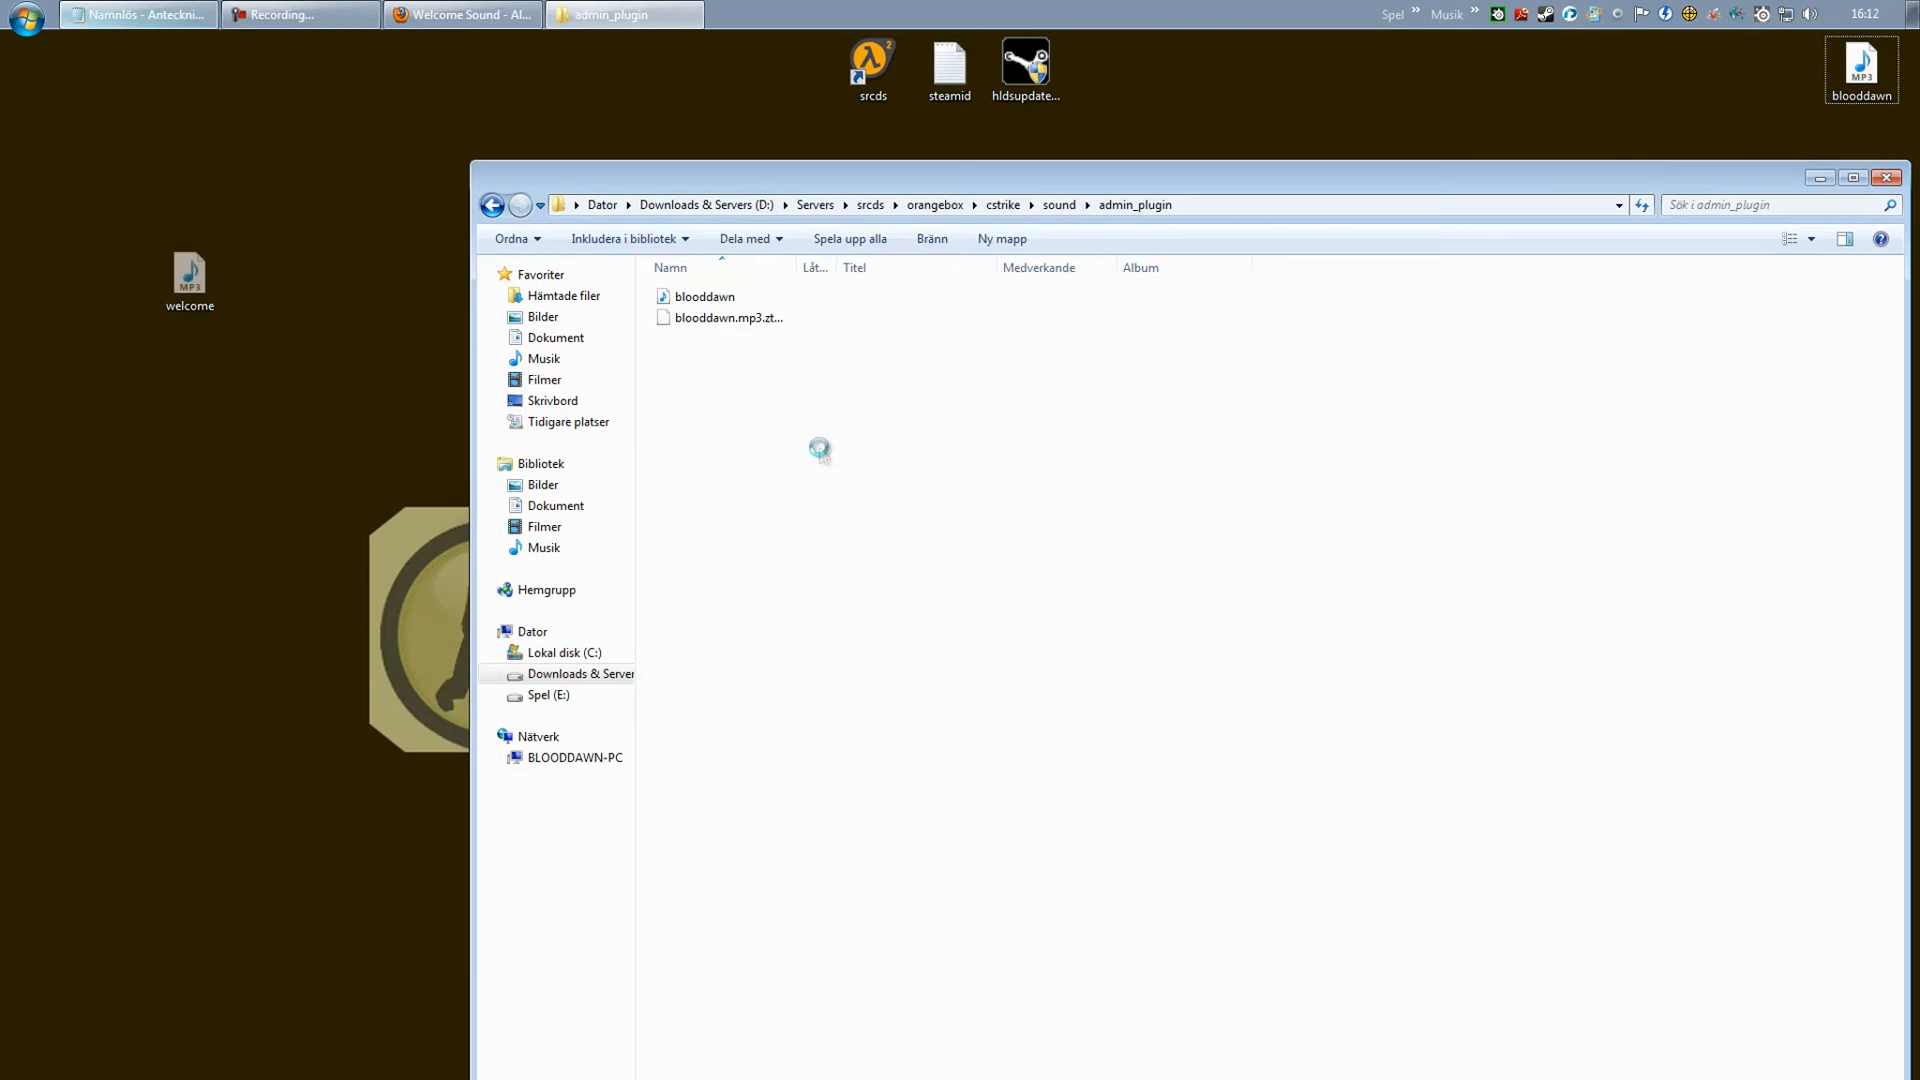 Namnlös - Anteckni...
Recording...
Welcome Sound - Al...
admin_plugin
Spel »
Musik »
16:12
srcds
steamid
hldsupdate...
MP3
blooddawn
MP3
welcome
Dator
Downloads & Servers (D:)
Servers
srcds
orangebox
cstrike
sound
admin_plugin
Sök i admin_plugin
Ordna
Inkludera i bibliotek
Dela med
Spela upp alla
Bränn
Ny mapp
Namn
Låt...
Titel
Medverkande
Album
blooddawn
blooddawn.mp3.zt...
Favoriter
Hämtade filer
Bilder
Dokument
Musik
Filmer
Skrivbord
Tidigare platser
Bibliotek
Bilder
Dokument
Filmer
Musik
Hemgrupp
Dator
Lokal disk (C:)
Downloads & Server
Spel (E:)
Nätverk
BLOODDAWN-PC